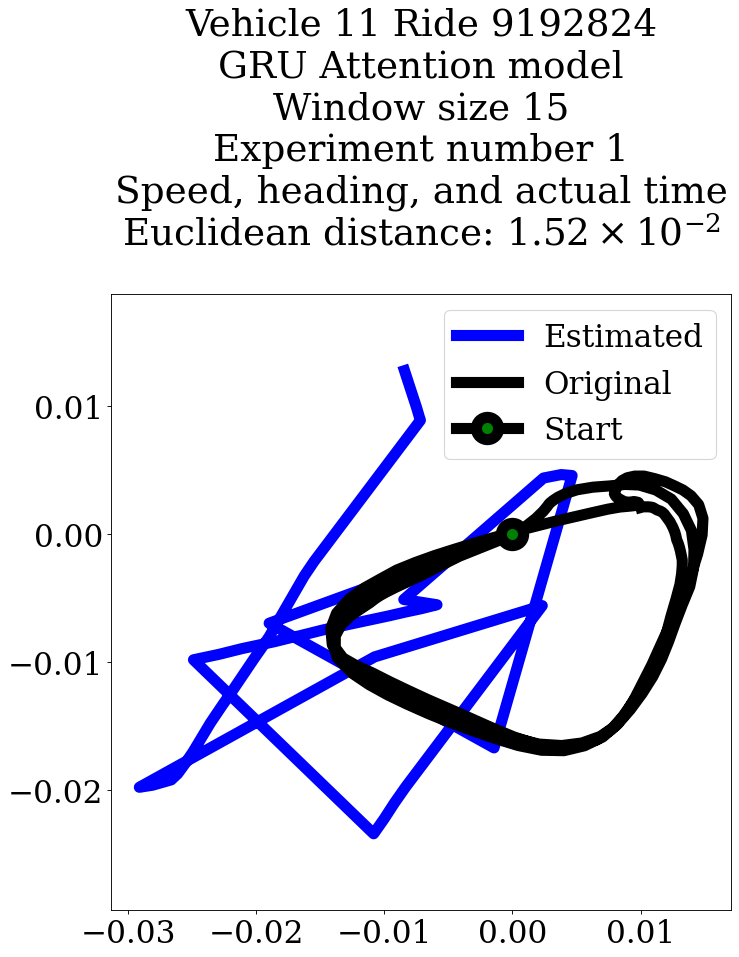 Vehicle 11 Ride 9192824
GRU Attention model
Window size 15
Experiment number 1
Speed, heading, and actual time
Euclidean distance: 1.52 × 10⁻²
Estimated
Original
Start
0.01
0.00
−0.01
−0.02
−0.03
−0.02
−0.01
0.00
0.01